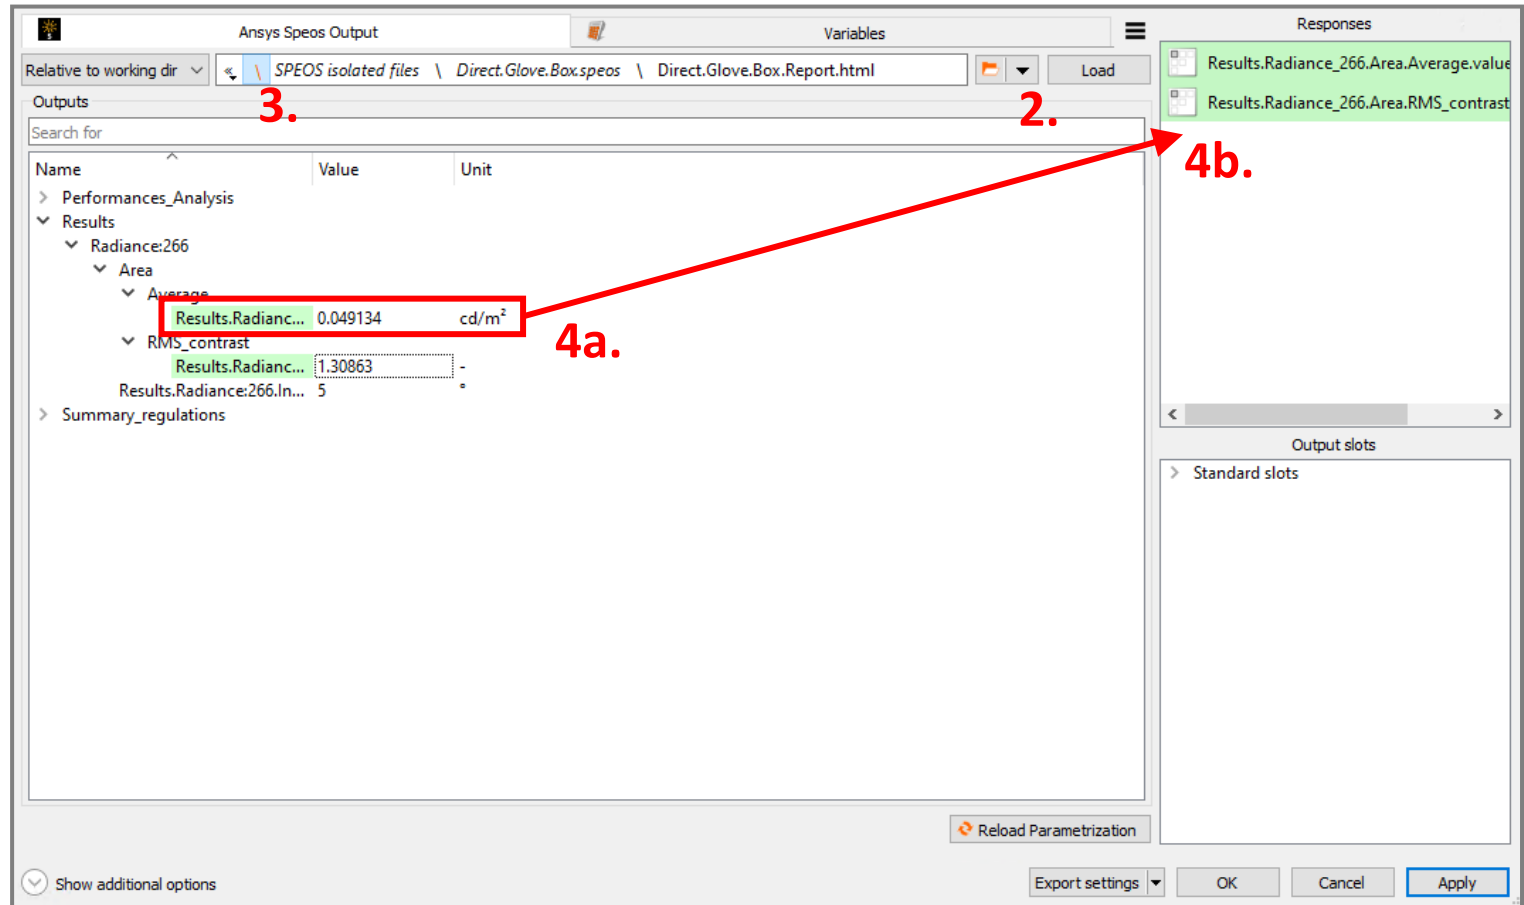 Ansys Speos Output
Variables
Responses
Relative to working dir
« \ SPEOS isolated files \ Direct.Glove.Box.speos \ Direct.Glove.Box.Report.html
Load
3.
2.
Results.Radiance_266.Area.Average.value
Results.Radiance_266.Area.RMS_contrast
Outputs
Search for
4b.
Name Value Unit
Performances_Analysis
Results
Radiance:266
Area
Average
Results.Radianc... 0.049134 cd/m²
4a.
RMS_contrast
Results.Radianc... 1.30863 -
Results.Radiance:266.In... 5 °
Summary_regulations
Output slots
Standard slots
Reload Parametrization
Show additional options
Export settings
OK
Cancel
Apply